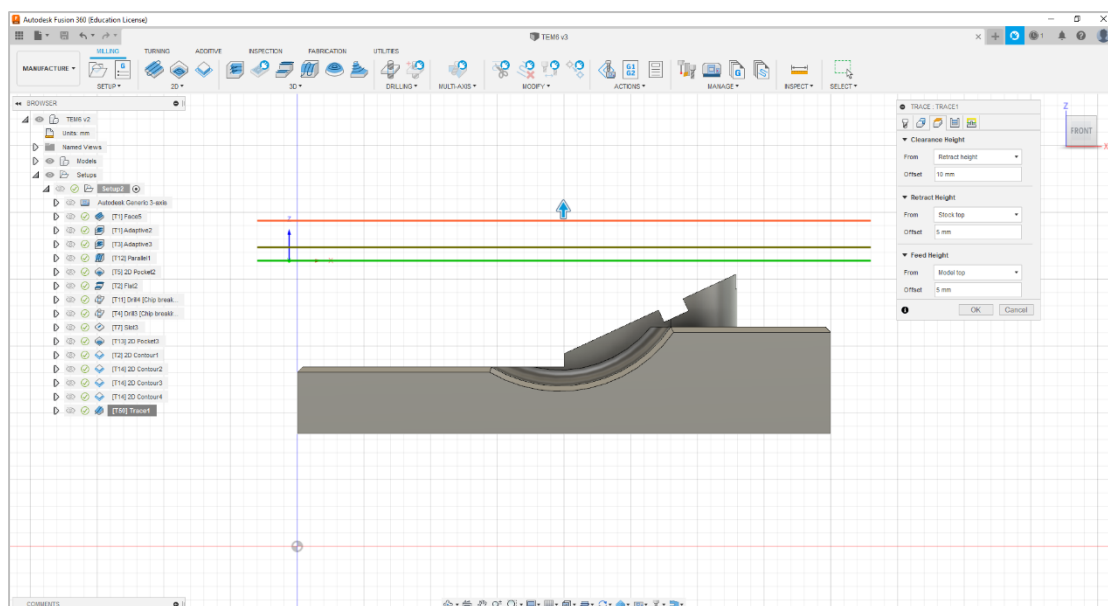 Autodesk Fusion 360 (Education License)
TEM6 v3
1
MILLING TURNING ADDITIVE INSPECTION FABRICATION UTILITIES
MANUFACTURE
SETUP 2D 3D DRILLING MULTI-AXIS MODIFY ACTIONS MANAGE INSPECT SELECT
G1
G2
BROWSER
TEM6 v2
Units: mm
Named Views
Models
Setups
Setup2
Autodesk Generic 3-axis
[T1] Face5
[T1] Adaptive2
[T3] Adaptive3
[T12] Parallel1
[T5] 2D Pocket2
[T2] Flat2
[T11] Drill4 [Chip break...
[T4] Drill3 [Chip breakin...
[T7] Slot3
[T13] 2D Pocket3
[T2] 2D Contour1
[T14] 2D Contour2
[T14] 2D Contour3
[T14] 2D Contour4
[T50] Trace1
COMMENTS
TRACE : TRACE1
Clearance Height
From Retract height
Offset 10 mm
Retract Height
From Stock top
Offset 5 mm
Feed Height
From Model top
Offset 5 mm
OK Cancel
Z
FRONT
X